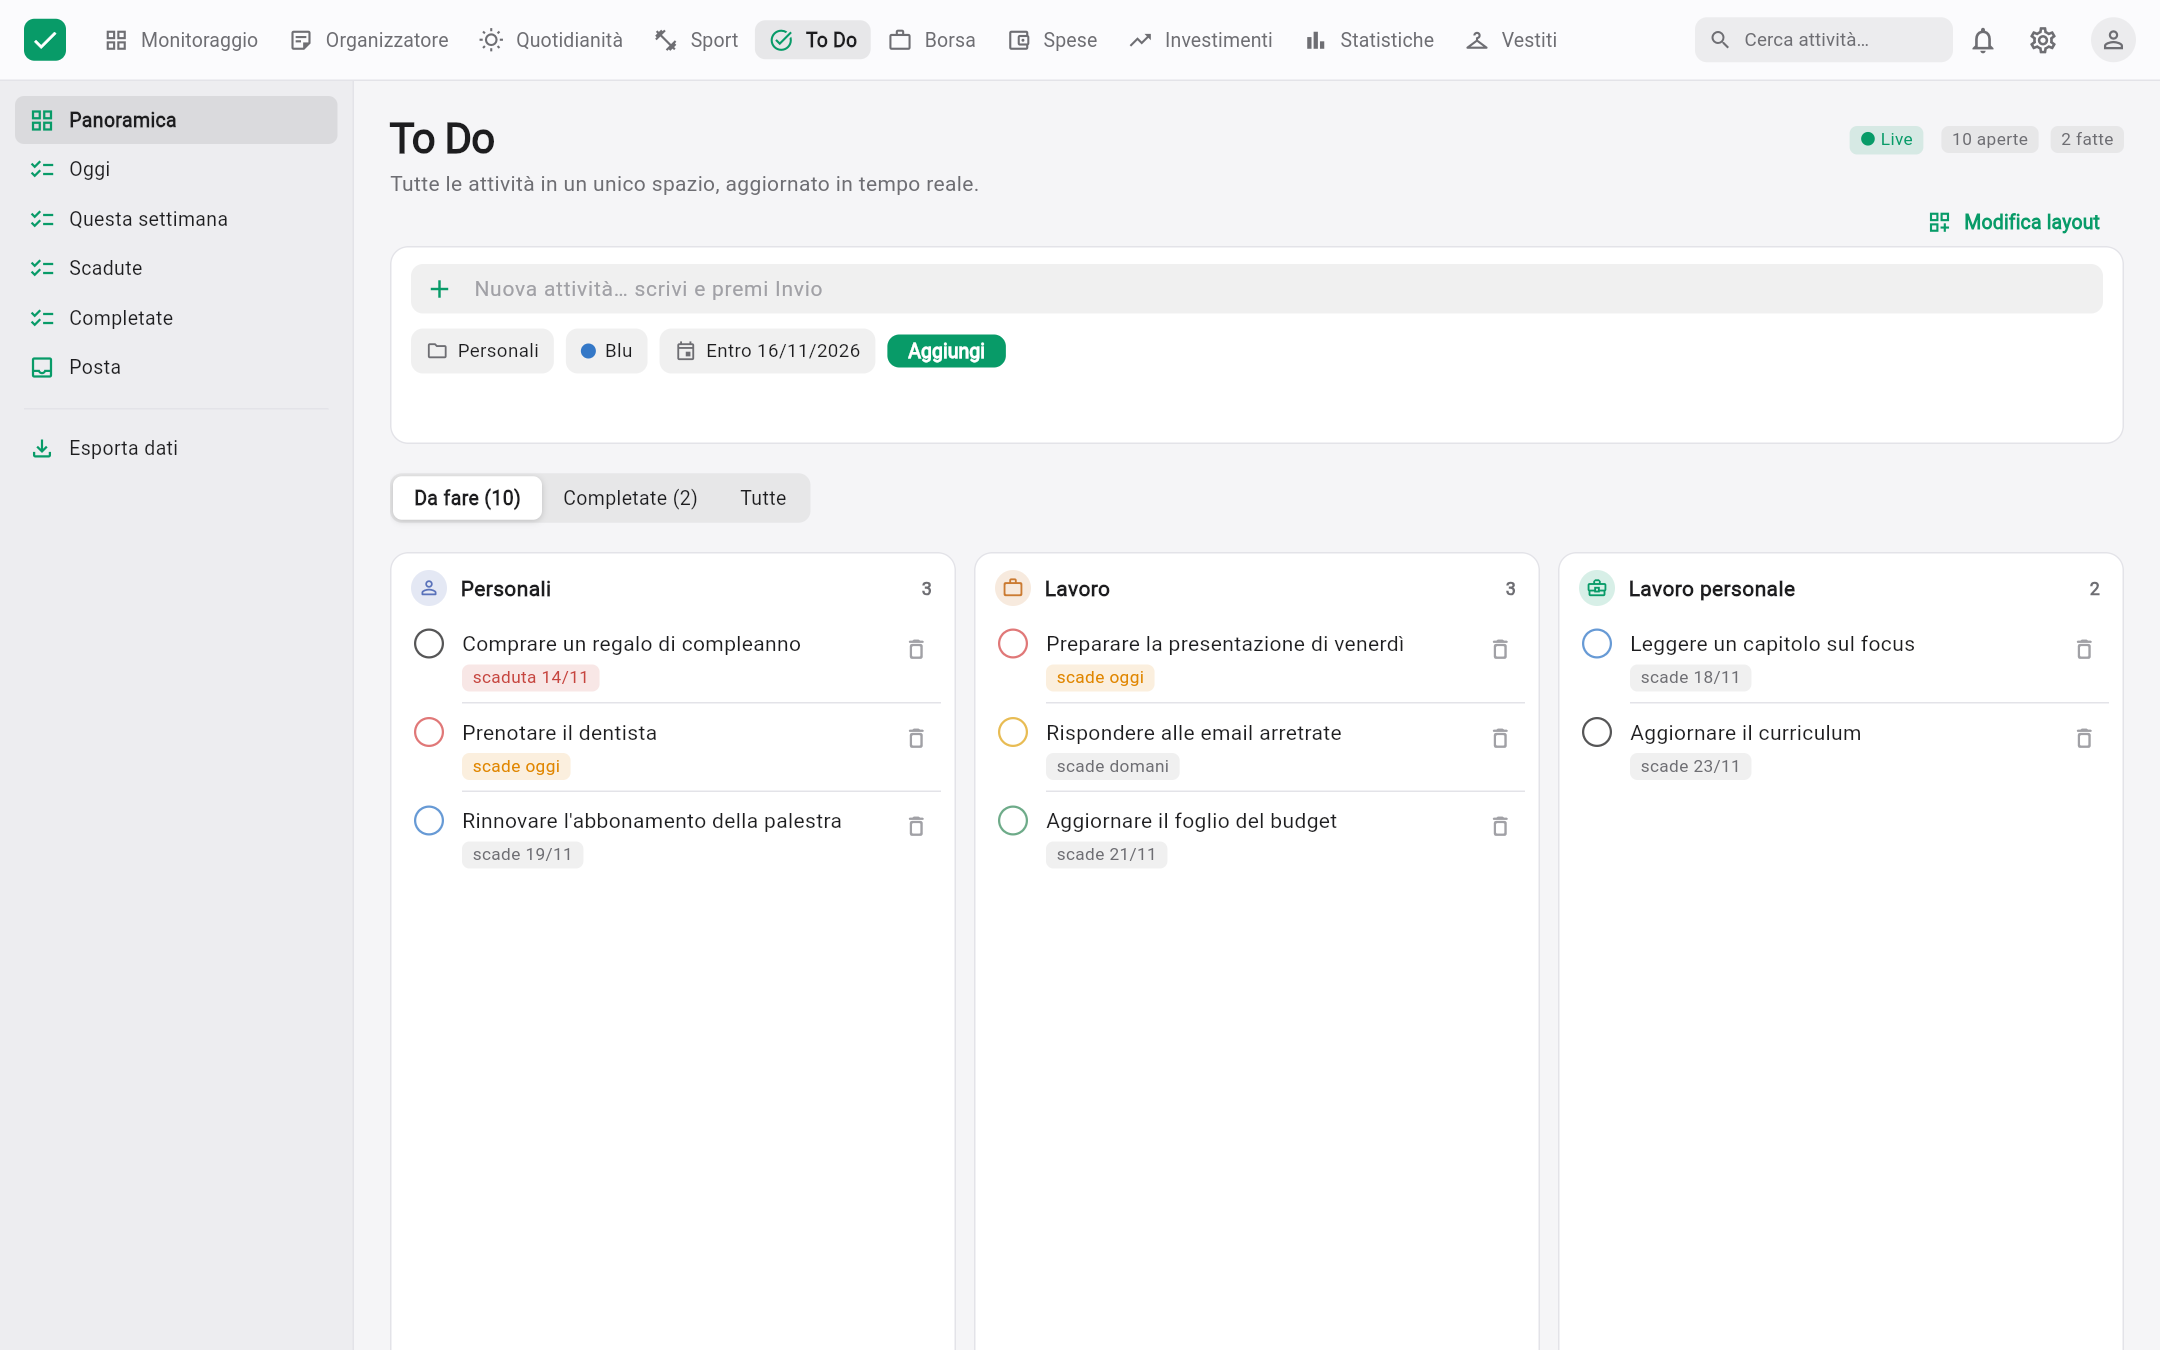 Monitoraggio
Organizzatore
Quotidianità
Sport
To Do
Borsa
Spese
Investimenti
Statistiche
Vestiti
Cerca attività...
Panoramica
Oggi
Questa settimana
Scadute
Completate
Posta
Esporta dati
To Do
Live
10 aperte
2 fatte
Tutte le attività in un unico spazio, aggiornato in tempo reale.
Modifica layout
Nuova attività... scrivi e premi Invio
Personali
Blu
Entro 16/11/2026
Aggiungi
Da fare (10)
Completate (2)
Tutte
Personali
3
Comprare un regalo di compleanno
scaduta 14/11
Prenotare il dentista
scade oggi
Rinnovare l'abbonamento della palestra
scade 19/11
Lavoro
3
Preparare la presentazione di venerdì
scade oggi
Rispondere alle email arretrate
scade domani
Aggiornare il foglio del budget
scade 21/11
Lavoro personale
2
Leggere un capitolo sul focus
scade 18/11
Aggiornare il curriculum
scade 23/11